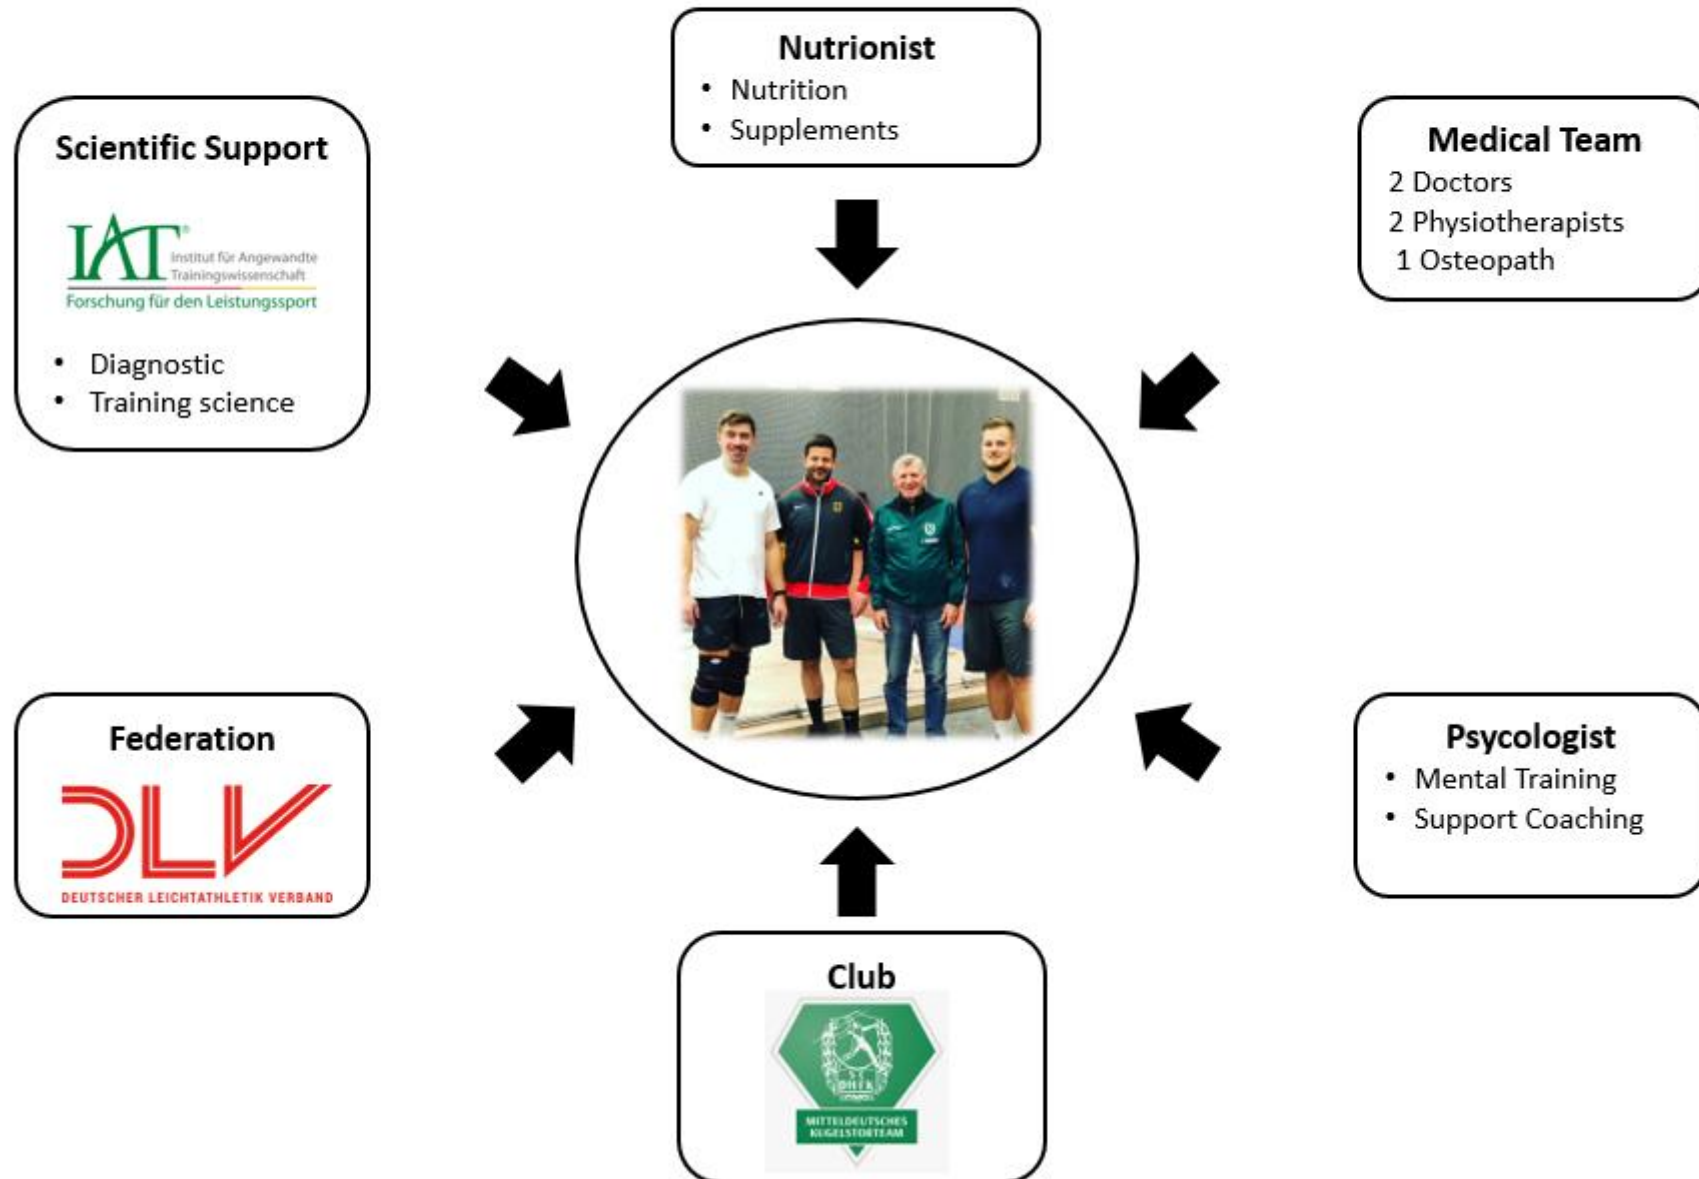 Nutrionist
• Nutrition
• Supplements
Scientific Support
IAT®
Institut für Angewandte
Trainingswissenschaft
Forschung für den Leistungssport
• Diagnostic
• Training science
Medical Team
2 Doctors
2 Physiotherapists
1 Osteopath
Federation
DLV
DEUTSCHER LEICHTATHLETIK VERBAND
Psycologist
• Mental Training
• Support Coaching
Club
SC
DHfK
MITTELDEUTSCHES
KUGELSTOßTEAM